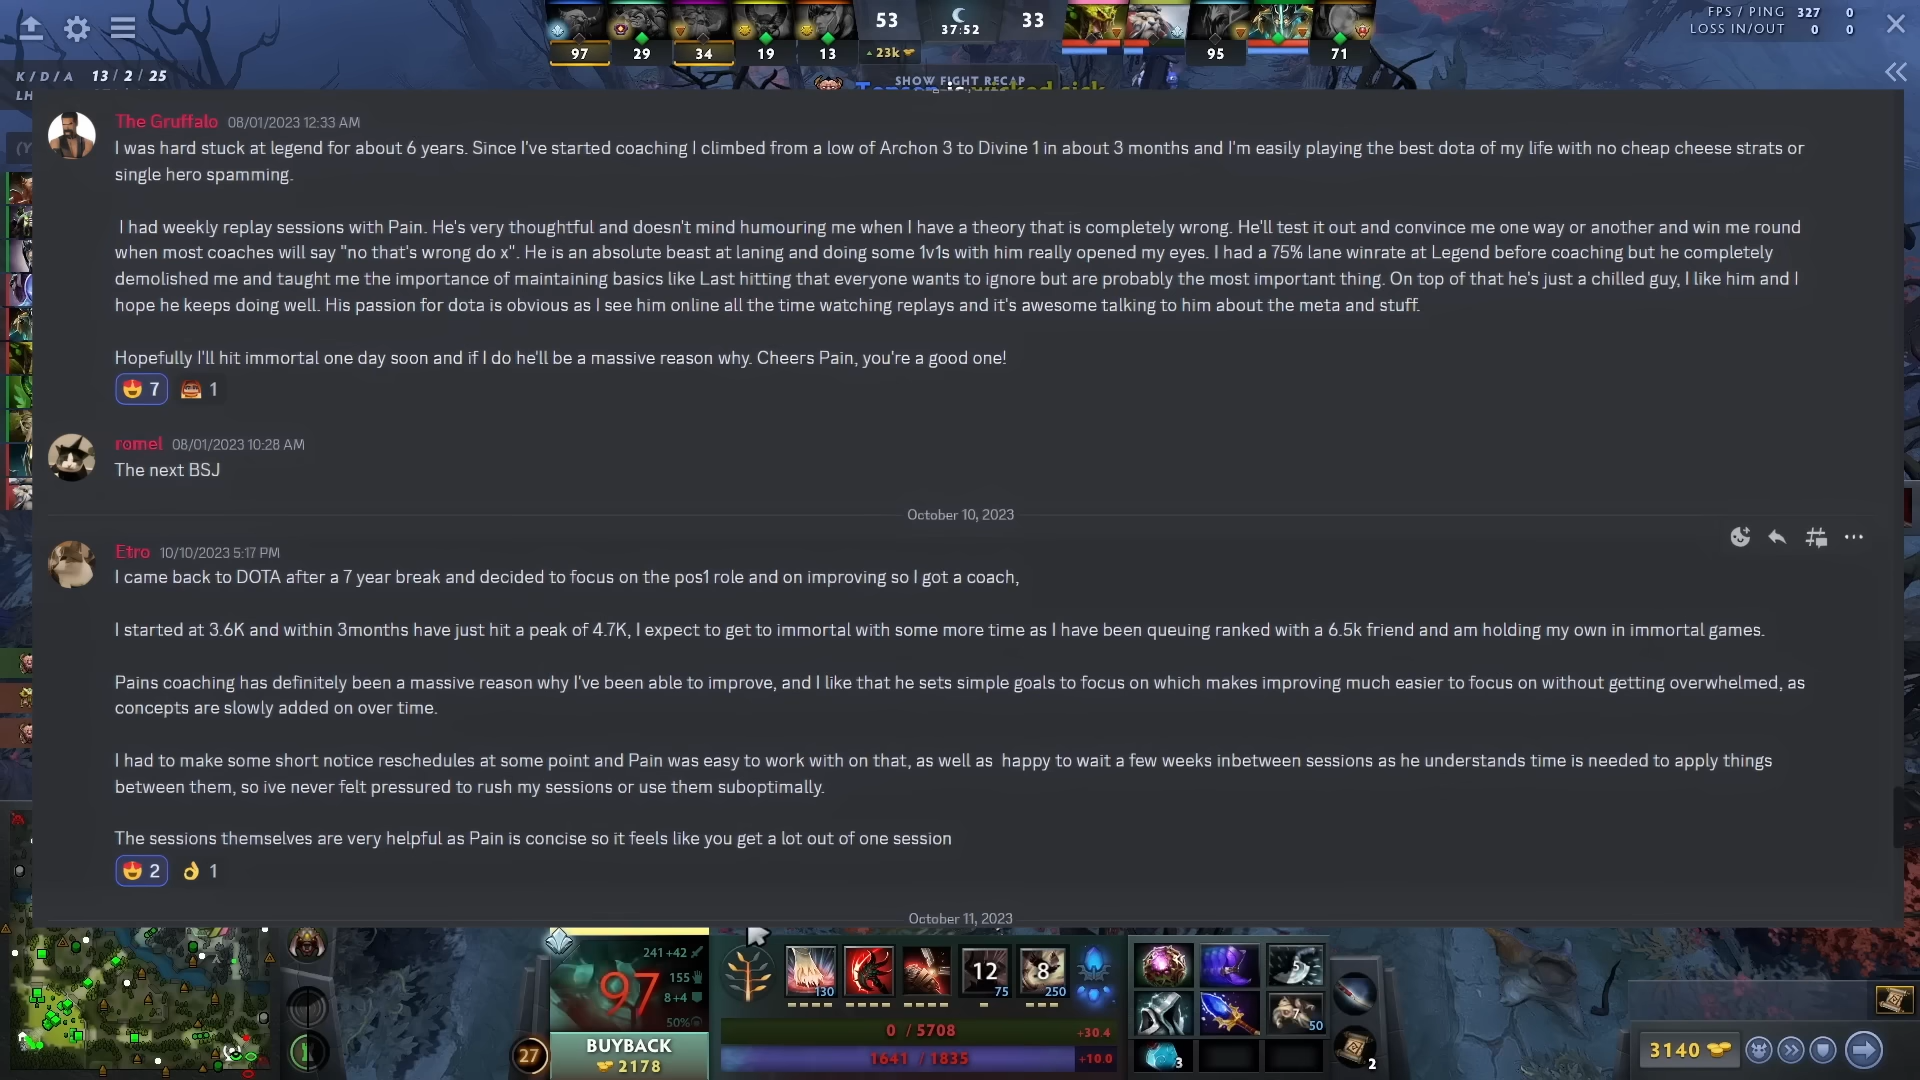 53
37:52
33
FPS / PING 327 0
LOSS IN/OUT 0 0
97
29
34
19
13
23k
95
71
K / D / A 13 / 2 / 25
LH
SHOW FIGHT RECAP
The Gruffalo 08/01/2023 12:33 AM
I was hard stuck at legend for about 6 years. Since I've started coaching I climbed from a low of Archon 3 to Divine 1 in about 3 months and I'm easily playing the best dota of my life with no cheap cheese strats or
single hero spamming.
I had weekly replay sessions with Pain. He's very thoughtful and doesn't mind humouring me when I have a theory that is completely wrong. He'll test it out and convince me one way or another and win me round
when most coaches will say "no that's wrong do x". He is an absolute beast at laning and doing some 1v1s with him really opened my eyes. I had a 75% lane winrate at Legend before coaching but he completely
demolished me and taught me the importance of maintaining basics like Last hitting that everyone wants to ignore but are probably the most important thing. On top of that he's just a chilled guy, I like him and I
hope he keeps doing well. His passion for dota is obvious as I see him online all the time watching replays and it's awesome talking to him about the meta and stuff.
Hopefully I'll hit immortal one day soon and if I do he'll be a massive reason why. Cheers Pain, you're a good one!
7 1
romel 08/01/2023 10:28 AM
The next BSJ
October 10, 2023
Etro 10/10/2023 5:17 PM
I came back to DOTA after a 7 year break and decided to focus on the pos1 role and on improving so I got a coach,
I started at 3.6K and within 3months have just hit a peak of 4.7K, I expect to get to immortal with some more time as I have been queuing ranked with a 6.5k friend and am holding my own in immortal games.
Pains coaching has definitely been a massive reason why I've been able to improve, and I like that he sets simple goals to focus on which makes improving much easier to focus on without getting overwhelmed, as
concepts are slowly added on over time.
I had to make some short notice reschedules at some point and Pain was easy to work with on that, as well as happy to wait a few weeks inbetween sessions as he understands time is needed to apply things
between them, so ive never felt pressured to rush my sessions or use them suboptimally.
The sessions themselves are very helpful as Pain is concise so it feels like you get a lot out of one session
2 1
October 11, 2023
241 +42
155
8+4
50%
97
BUYBACK
2178
27
130
12
75
8
250
0 / 5708
+30.4
1641 / 1835
+10.0
5
7
50
3
2
3140